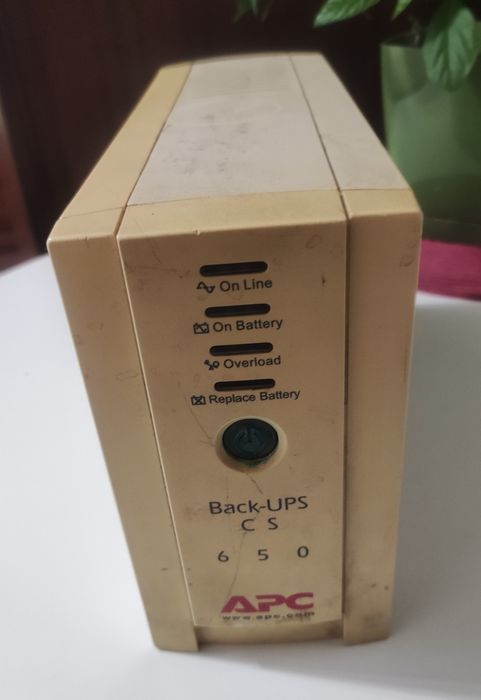 On Line
On Battery
Overload
Replace Battery
Back-UPS
C S
6 5 0
APC
www.apc.com